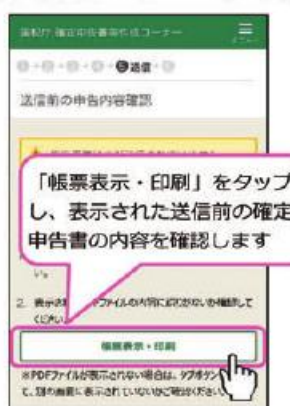 国税庁 確定申告書等作成コーナー
送信
送信前の申告内容確認
「帳票表示・印刷」をタップ
し、表示された送信前の確定
申告書の内容を確認します
い。
2. 表示された
ファイルの内容に誤りがないか確認して
ください。
帳票表示・印刷
※PDFファイルが表示されない場合は、タブボタン
て、別の画面に表示されていないかご確認ください。